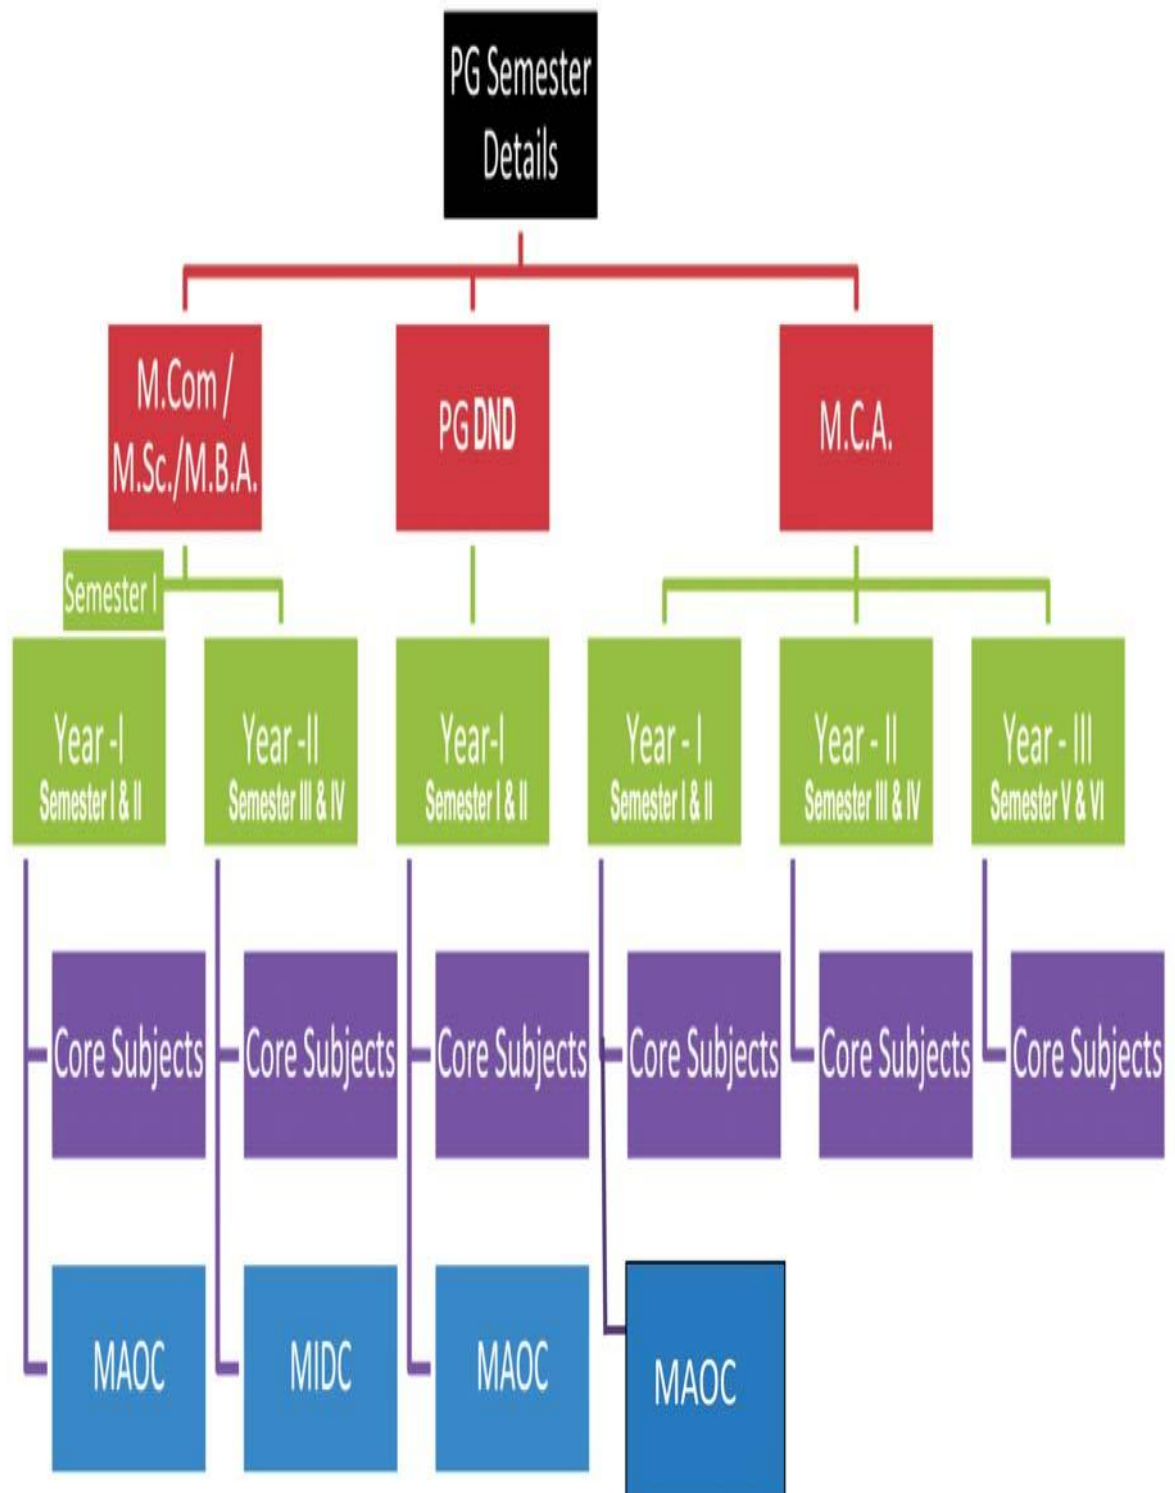 PG Semester
Details
M.Com /
M.Sc./M.B.A.
PG DND
M.C.A.
Semester I
Year -I
Semester I & II
Year -II
Semester III & IV
Year-I
Semester I & II
Year - I
Semester I & II
Year - II
Semester III & IV
Year - III
Semester V & VI
Core Subjects
Core Subjects
Core Subjects
Core Subjects
Core Subjects
Core Subjects
MAOC
MIDC
MAOC
MAOC